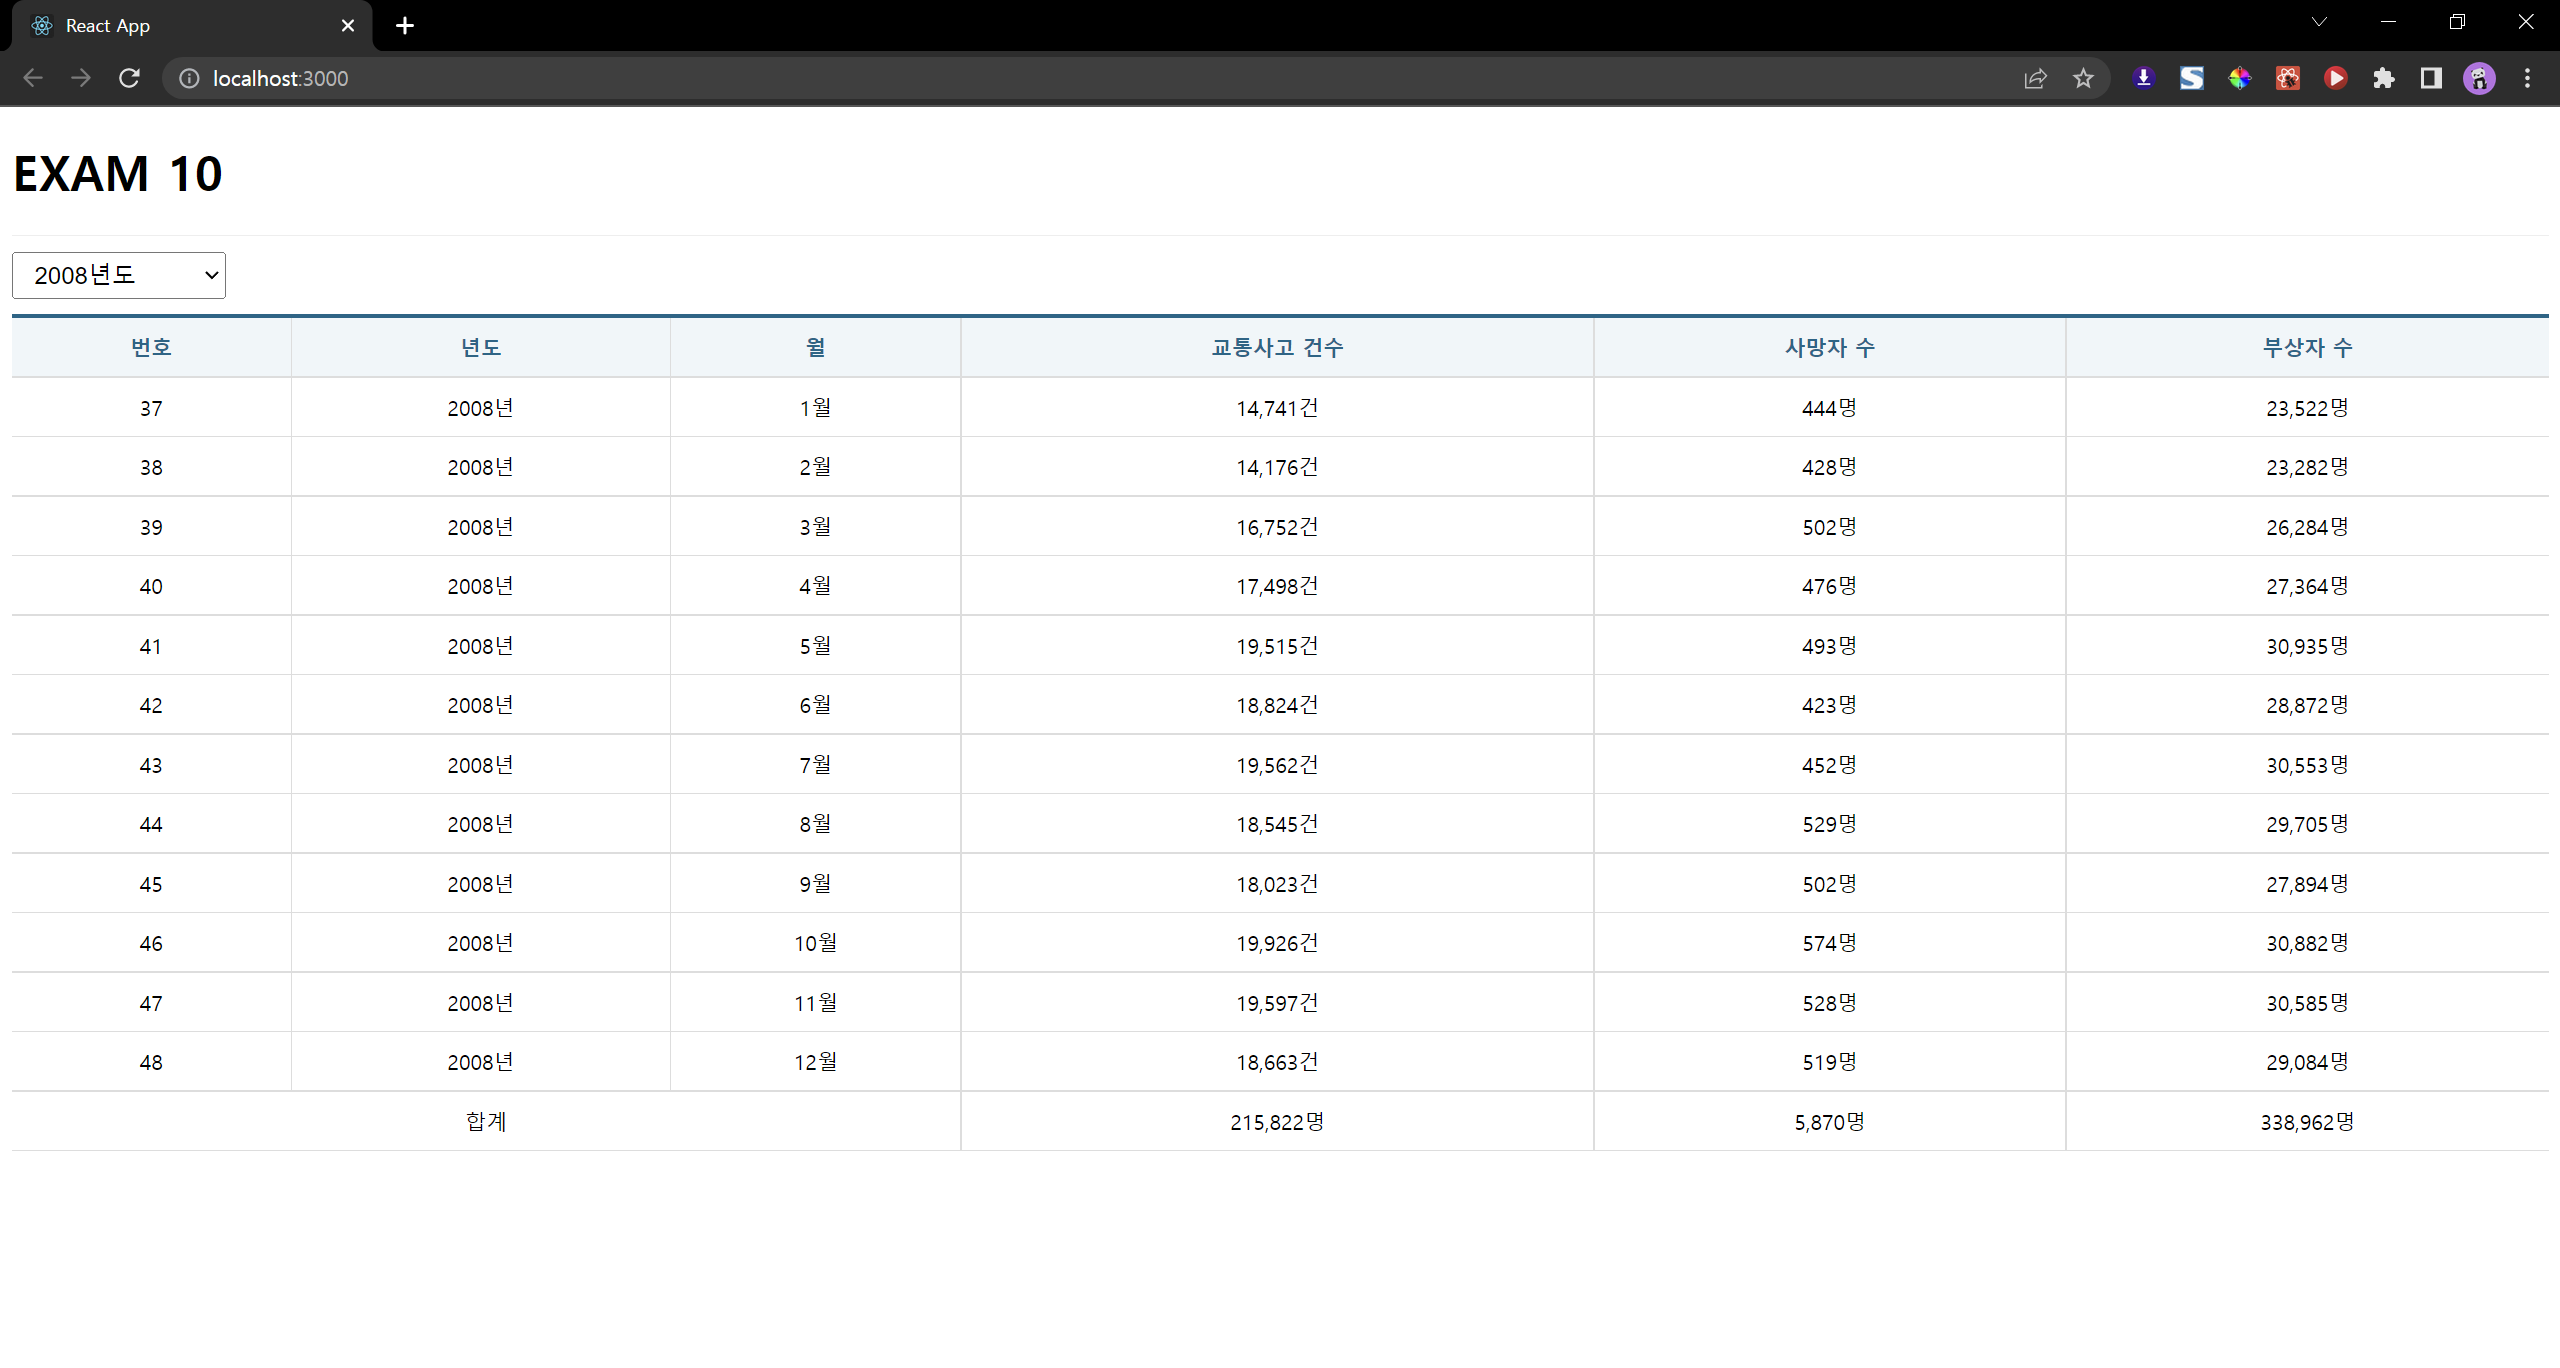 React App
localhost:3000
EXAM 10
2008년도
번호 년도 월 교통사고 건수 사망자 수 부상자 수
37 2008년 1월 14,741건 444명 23,522명
38 2008년 2월 14,176건 428명 23,282명
39 2008년 3월 16,752건 502명 26,284명
40 2008년 4월 17,498건 476명 27,364명
41 2008년 5월 19,515건 493명 30,935명
42 2008년 6월 18,824건 423명 28,872명
43 2008년 7월 19,562건 452명 30,553명
44 2008년 8월 18,545건 529명 29,705명
45 2008년 9월 18,023건 502명 27,894명
46 2008년 10월 19,926건 574명 30,882명
47 2008년 11월 19,597건 528명 30,585명
48 2008년 12월 18,663건 519명 29,084명
합계 215,822명 5,870명 338,962명